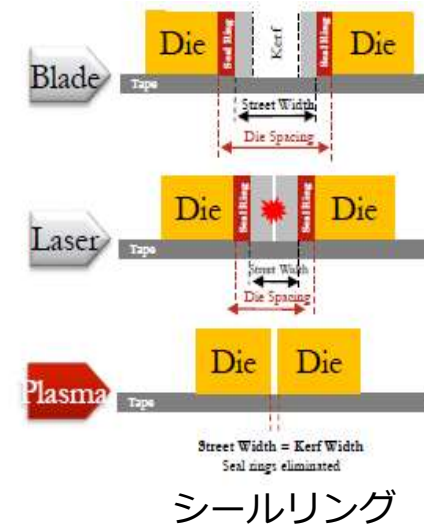 Blade
Die
Seal Ring
Kerf
Seal Ring
Die
Tape
Street Width
Die Spacing
Laser
Die
Seal Ring
Seal Ring
Die
Tape
Street Width
Die Spacing
Plasma
Die
Die
Tape
Street Width = Kerf Width
Seal rings eliminated
シールリング